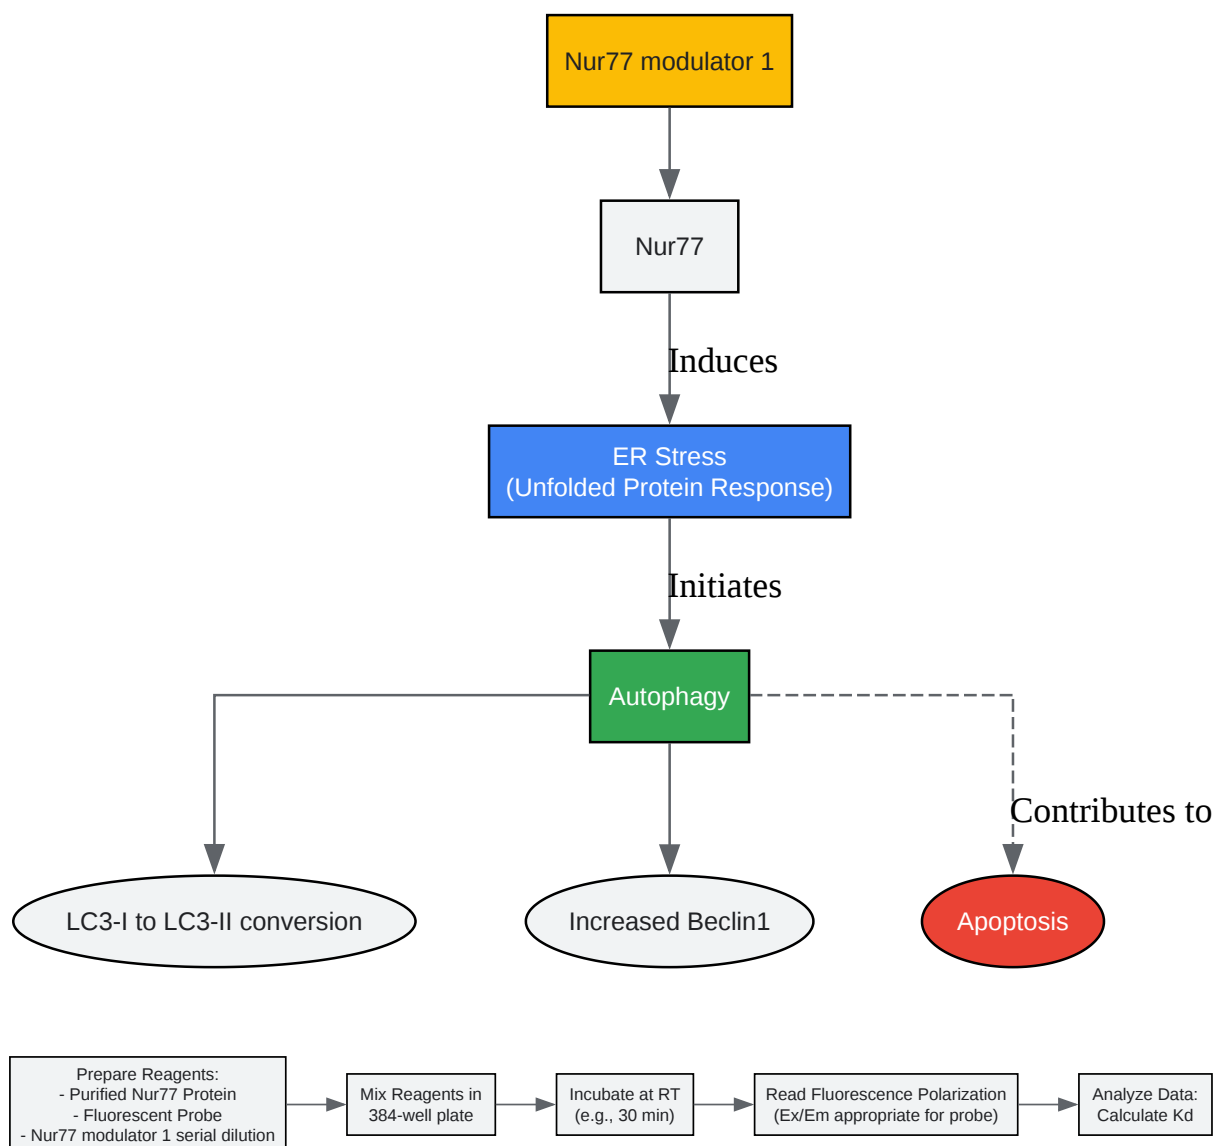 Nur77 modulator 1
Nur77
Induces
ER Stress
(Unfolded Protein Response)
Initiates
Autophagy
Contributes to
LC3-I to LC3-II conversion
Increased Beclin1
Apoptosis
Prepare Reagents:
- Purified Nur77 Protein
- Fluorescent Probe
- Nur77 modulator 1 serial dilution
Mix Reagents in
384-well plate
Incubate at RT
(e.g., 30 min)
Read Fluorescence Polarization
(Ex/Em appropriate for probe)
Analyze Data:
Calculate Kd